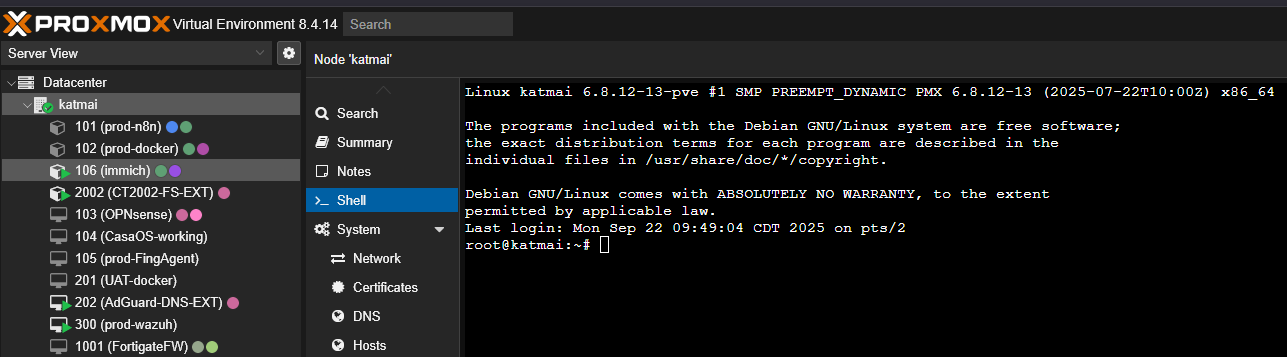 PROXMOX Virtual Environment 8.4.14 Search
Server View
Node 'katmai'
Datacenter
katmai
101 (prod-n8n)
102 (prod-docker)
106 (immich)
2002 (CT2002-FS-EXT)
103 (OPNsense)
104 (CasaOS-working)
105 (prod-FingAgent)
201 (UAT-docker)
202 (AdGuard-DNS-EXT)
300 (prod-wazuh)
1001 (FortigateFW)
Search
Summary
Notes
>_ Shell
System
Network
Certificates
DNS
Hosts
Linux katmai 6.8.12-13-pve #1 SMP PREEMPT_DYNAMIC PMX 6.8.12-13 (2025-07-22T10:00Z) x86_64
The programs included with the Debian GNU/Linux system are free software;
the exact distribution terms for each program are described in the
individual files in /usr/share/doc/*/copyright.
Debian GNU/Linux comes with ABSOLUTELY NO WARRANTY, to the extent
permitted by applicable law.
Last login: Mon Sep 22 09:49:04 CDT 2025 on pts/2
root@katmai:~#